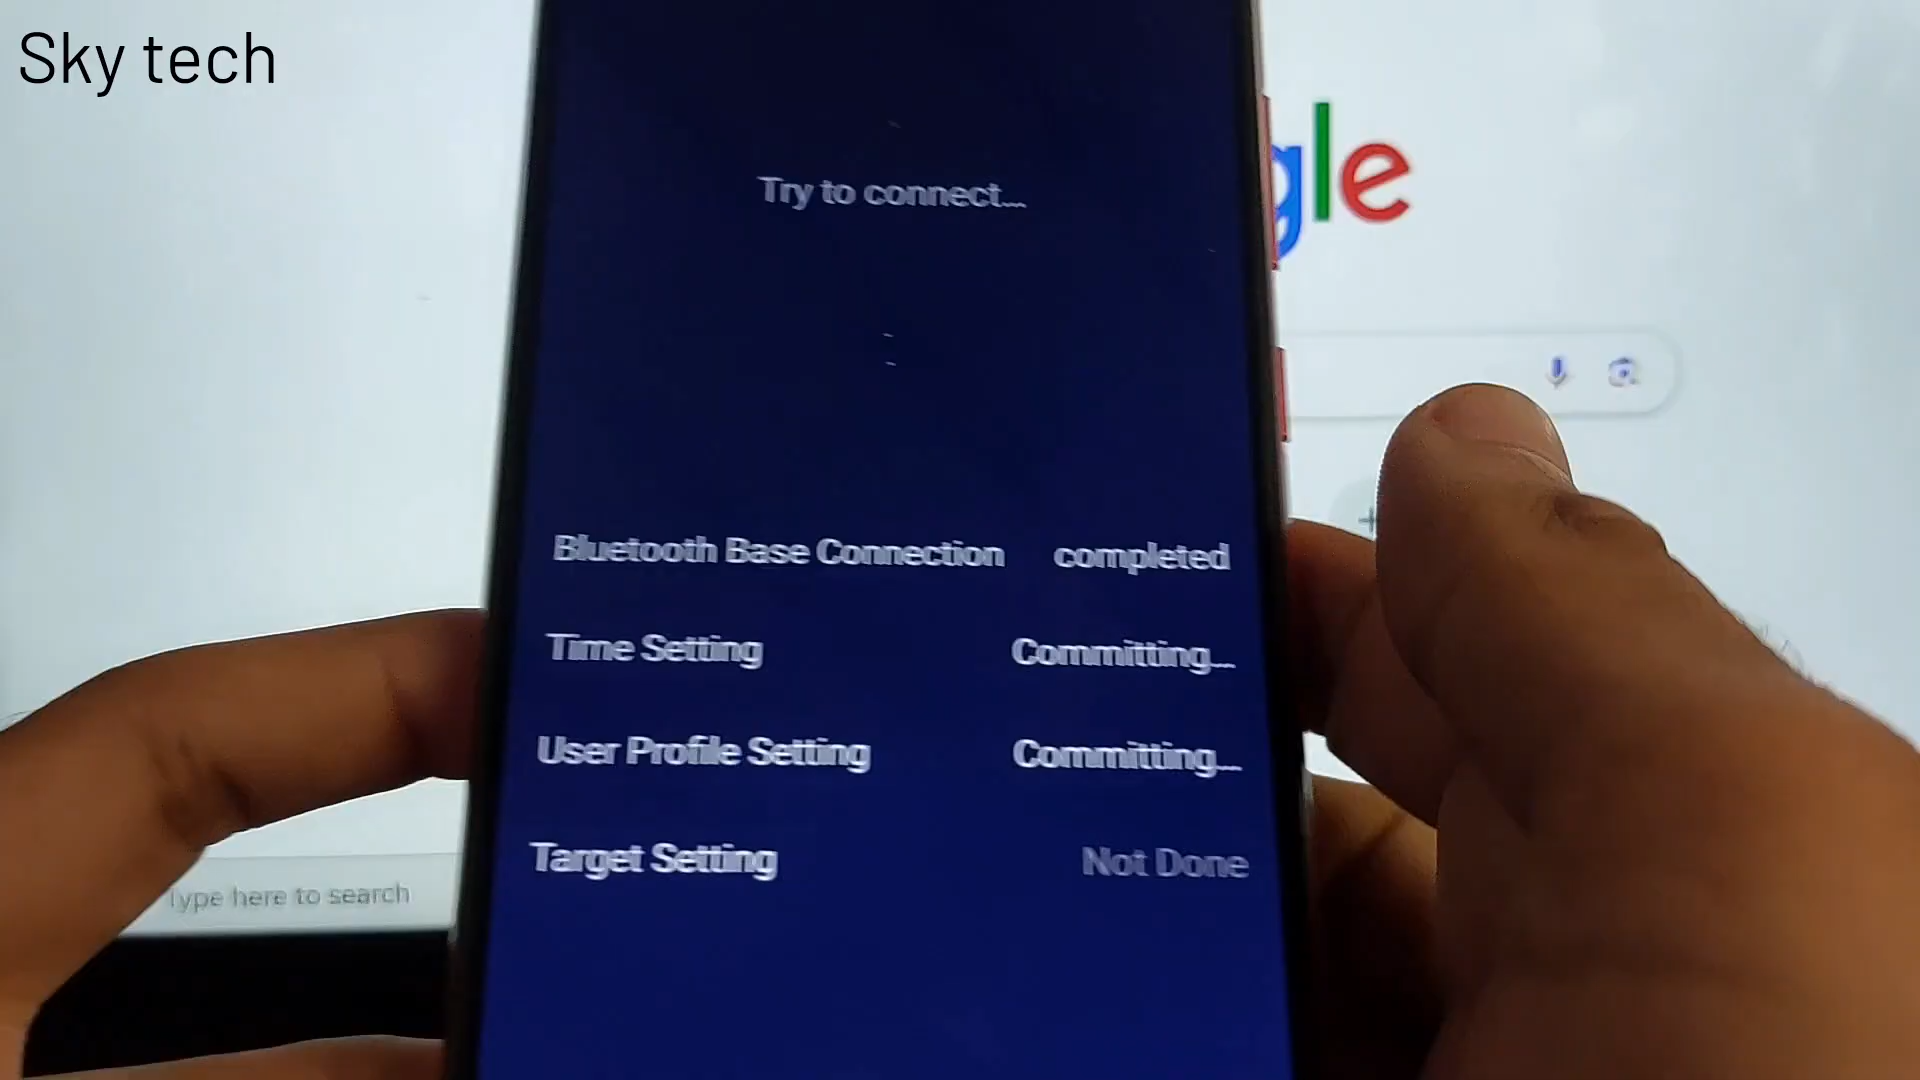 Sky tech
gle
Try to connect...
Bluetooth Base Connection completed
Time Setting Committing...
User Profile Setting Committing...
Target Setting Not Done
Type here to search